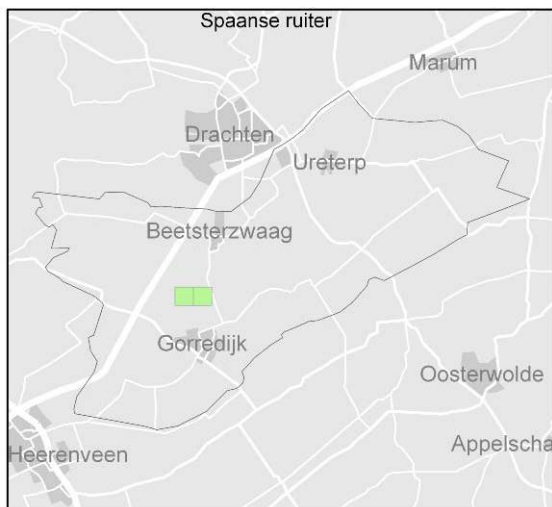 Spaanse ruiter
Marum
Drachten
Ureterp
Beetsterzwaag
Gorredijk
Oosterwolde
Appelscha
Heerenveen